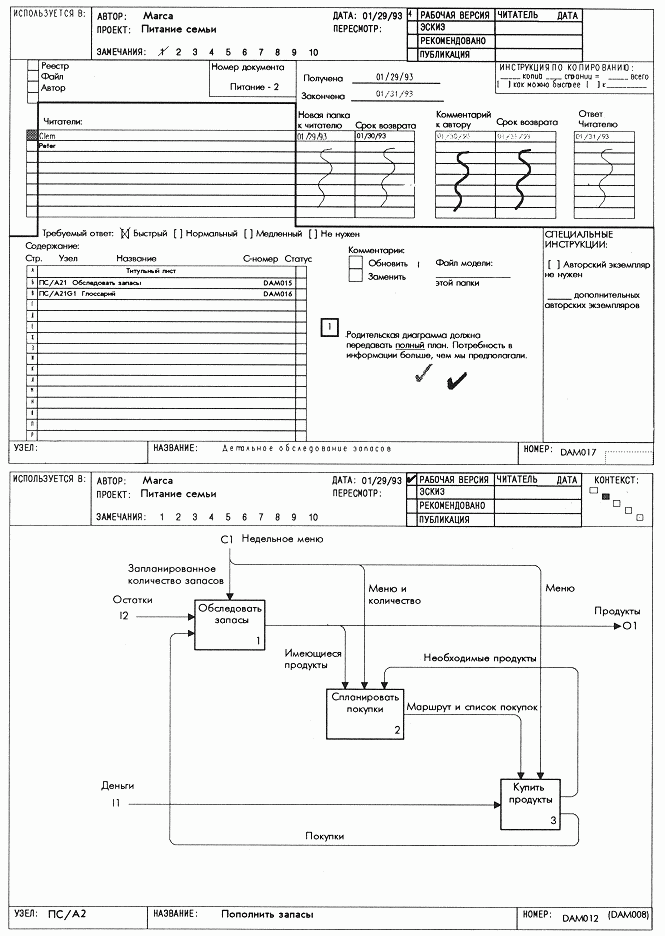 ИСПОЛЬЗУЕТСЯ В:
АВТОР: Marca
ДАТА: 01/29/93
ПРОЕКТ: Питание семьи
ПЕРЕСМОТР:
ЗАМЕЧАНИЯ: 1 2 3 4 5 6 7 8 9 10
РАБОЧАЯ ВЕРСИЯ
ЧИТАТЕЛЬ ДАТА
ЭСКИЗ
РЕКОМЕНДОВАНО
ПУБЛИКАЦИЯ
Реестр
Файл
Автор
Номер документа
Питание - 2
Получена 01/29/93
Закончена 01/31/93
ИНСТРУКЦИЯ ПО КОПИРОВАНИЮ:
_____ копий ____ страниц = _____ всего
[ ] как можно быстрее [ ] к ________
Читатели:
Новая папка к читателю
Срок возврата
Комментарий к автору
Срок возврата
Ответ Читателю
Clem 01/29/93 01/30/93 01/30/93 01/31/93 01/31/93
Peter
Требуемый ответ: [X] Быстрый [ ] Нормальный [ ] Медленный [ ] Не нужен
Содержание:
Стр. Узел Название С-номер Статус
Титульный лист
ПС/А21 Обследовать запасы DAM015
ПС/А21G1 Глоссарий DAM016
Комментарии:
Обновить
Заменить
Файл модели:
этой папки
1
Родительская диаграмма должна
передавать полный план. Потребность в
информации больше, чем мы предполагали.
СПЕЦИАЛЬНЫЕ
ИНСТРУКЦИИ:
[ ] Авторский экземпляр
не нужен
_____ дополнительных
авторских экземпляров
УЗЕЛ:
НАЗВАНИЕ: Детальное обследование запасов
НОМЕР: DAM017
ИСПОЛЬЗУЕТСЯ В:
АВТОР: Marca
ДАТА: 01/29/93
ПРОЕКТ: Питание семьи
ПЕРЕСМОТР:
ЗАМЕЧАНИЯ: 1 2 3 4 5 6 7 8 9 10
РАБОЧАЯ ВЕРСИЯ
ЧИТАТЕЛЬ ДАТА
ЭСКИЗ
РЕКОМЕНДОВАНО
ПУБЛИКАЦИЯ
КОНТЕКСТ:
C1 Недельное меню
Запланированное
количество запасов
Меню и
количество
Меню
Остатки
I2
Обследовать
запасы
1
Продукты
O1
Имеющиеся
продукты
Необходимые продукты
Спланировать
покупки
2
Маршрут и список покупок
Деньги
I1
Купить
продукты
3
Покупки
УЗЕЛ: ПС/А2
НАЗВАНИЕ: Пополнить запасы
НОМЕР: DAM012 (DAM008)